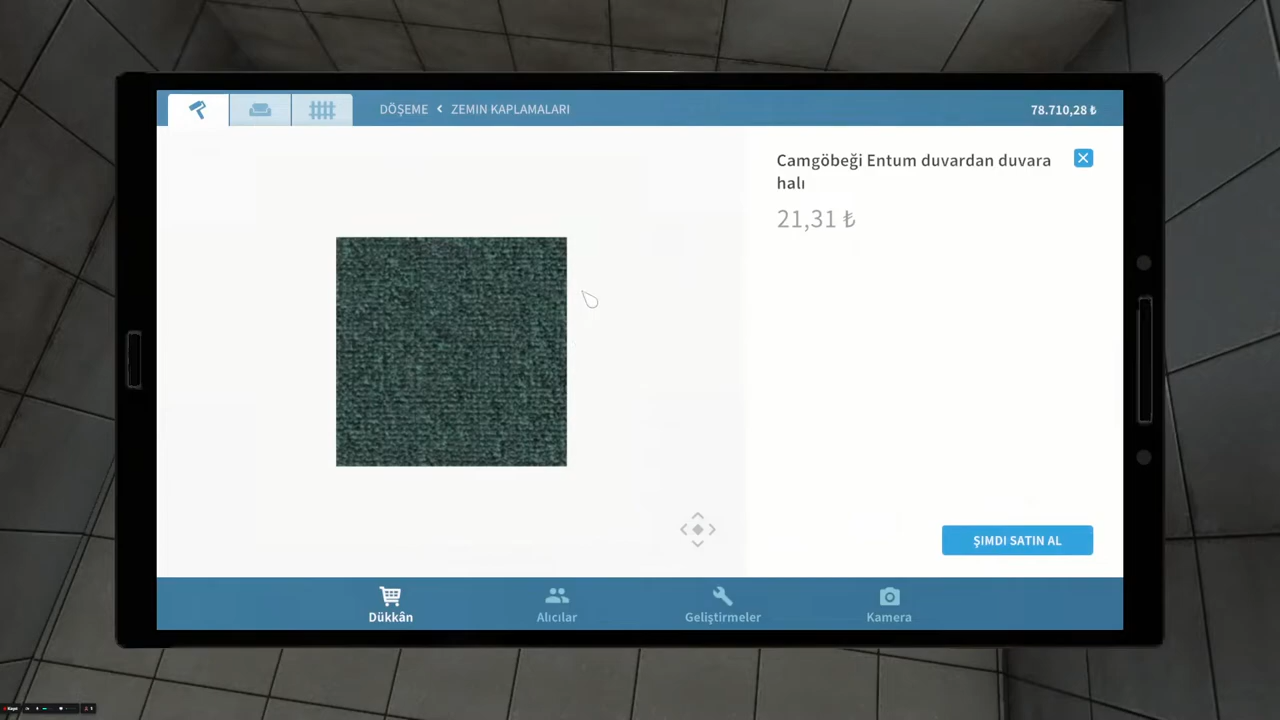 DÖŞEME < ZEMIN KAPLAMALARI
78.710,28 ₺
Camgöbeği Entum duvardan duvara
halı
21,31 ₺
ŞIMDI SATIN AL
Dükkân
Alıcılar
Geliştirmeler
Kamera